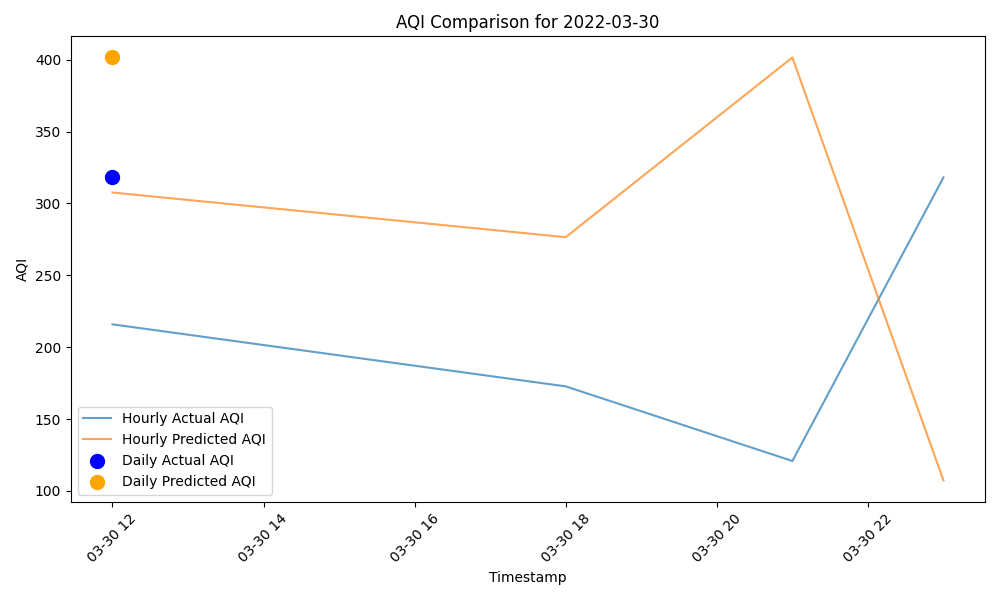 AQI Comparison for 2022-03-30
AQI
400
350
300
250
200
150
100
Hourly Actual AQI
Hourly Predicted AQI
Daily Actual AQI
Daily Predicted AQI
03-30 12
03-30 14
03-30 16
03-30 18
03-30 20
03-30 22
Timestamp